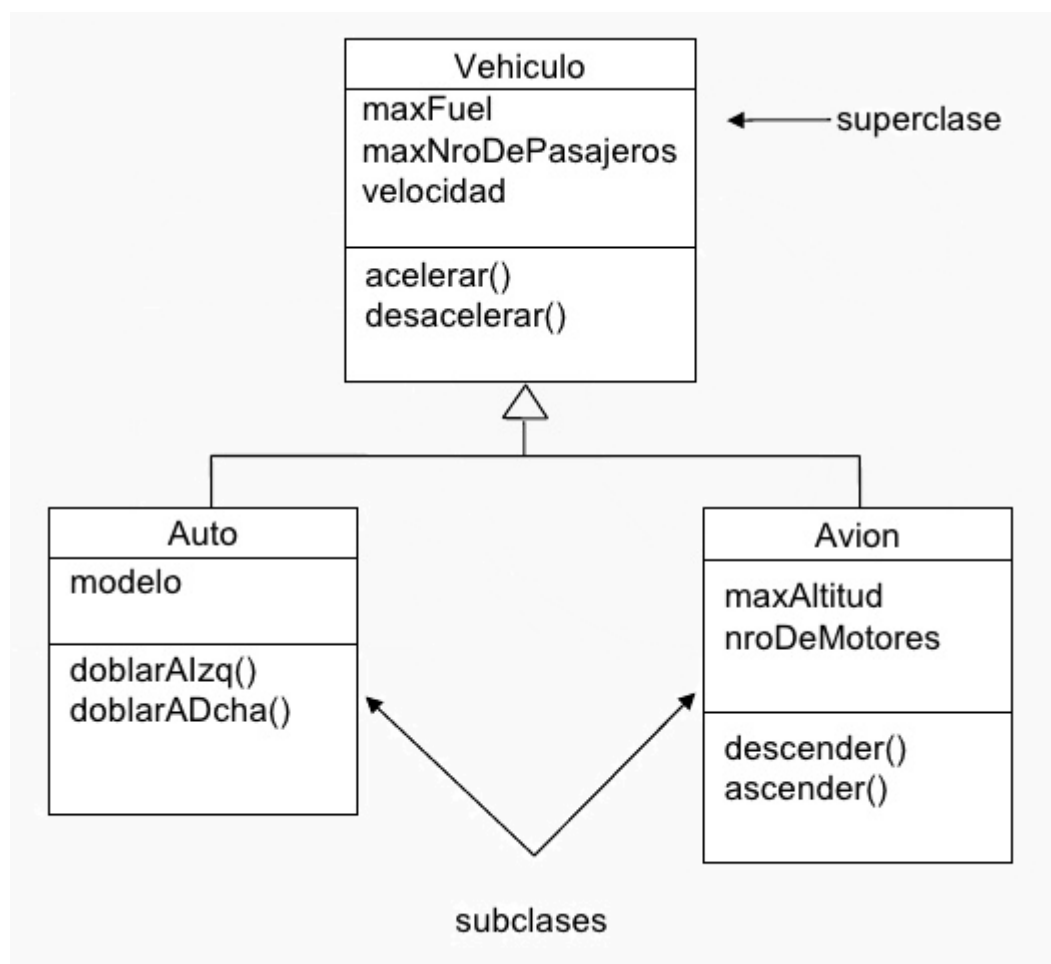 Vehiculo
maxFuel
maxNroDePasajeros
velocidad
acelerar()
desacelerar()
superclase
Auto
modelo
doblarAIzq()
doblarADcha()
Avion
maxAltitud
nroDeMotores
descender()
ascender()
subclases